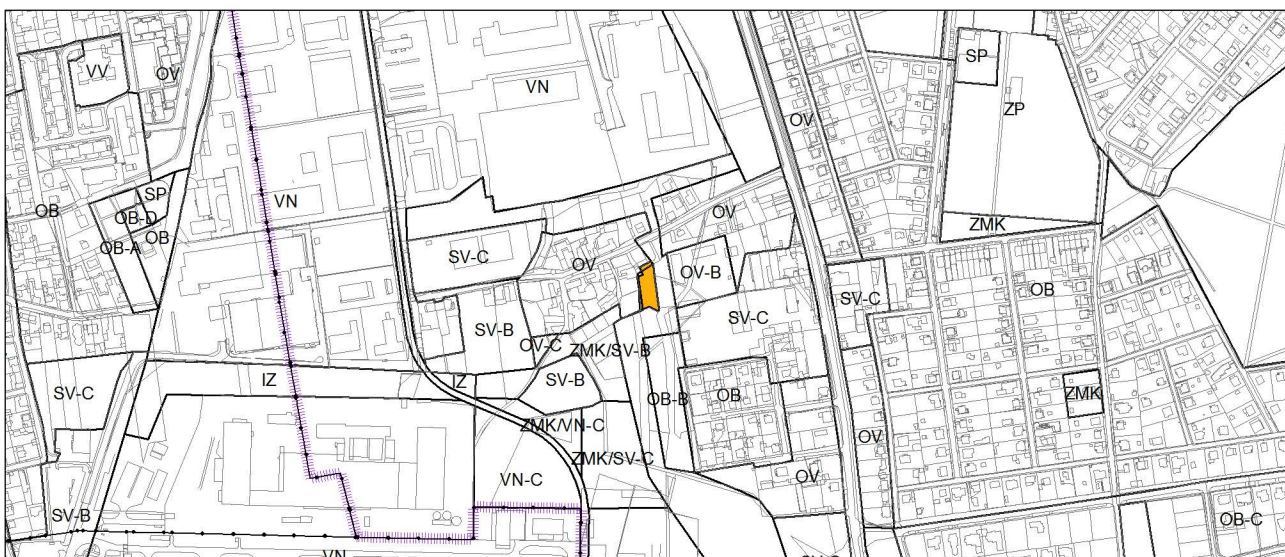 VV
OV
VN
OV
SP
ZP
SP
OB
OB-D
OB
OB-A
VN
OV
ZMK
SV-C
OV
OV-B
OB
SV-C
SV-B
SV-C
OV-C
ZMK/SV-B
IZ
IZ
SV-B
SV-C
OB-B
OB
ZMK
ZMK/VN-C
OV
ZMK/SV-C
VN-C
OV
SV-B
OB-C
VN